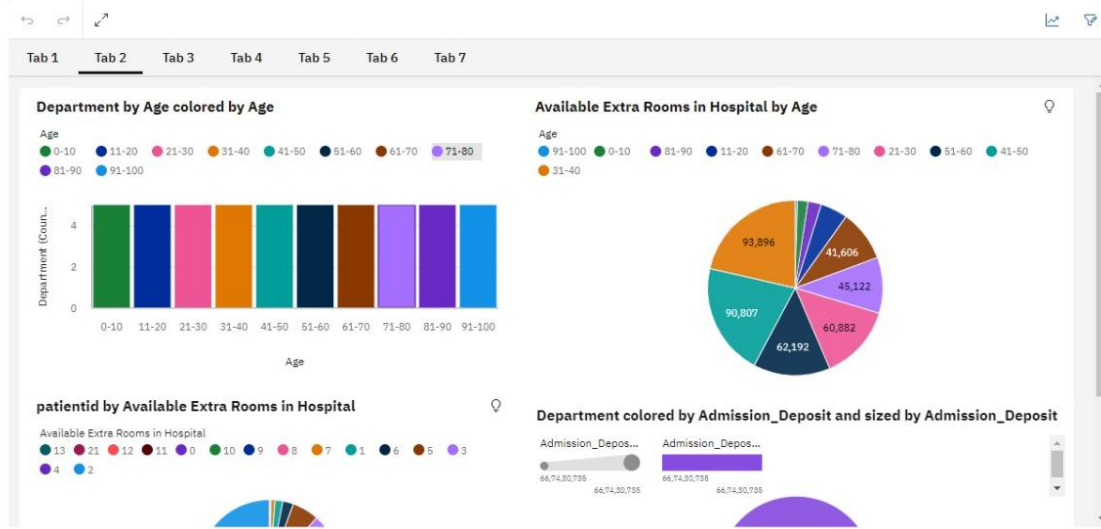 Tab 1 Tab 2 Tab 3 Tab 4 Tab 5 Tab 6 Tab 7
Department by Age colored by Age
Age
0-10 11-20 21-30 31-40 41-50 51-60 61-70 71-80
81-90 91-100
Department (Coun...
4
2
0
0-10 11-20 21-30 31-40 41-50 51-60 61-70 71-80 81-90 91-100
Age
Available Extra Rooms in Hospital by Age
Age
91-100 0-10 81-90 11-20 61-70 71-80 21-30 51-60 41-50
31-40
93,896
41,606
45,122
90,807
60,882
62,192
patientid by Available Extra Rooms in Hospital
Available Extra Rooms in Hospital
13 21 12 11 0 10 9 8 7 1 6 5 3
4 2
Department colored by Admission_Deposit and sized by Admission_Deposit
Admission_Depos... Admission_Depos...
66,74,30,735 66,74,30,735
66,74,30,735 66,74,30,735